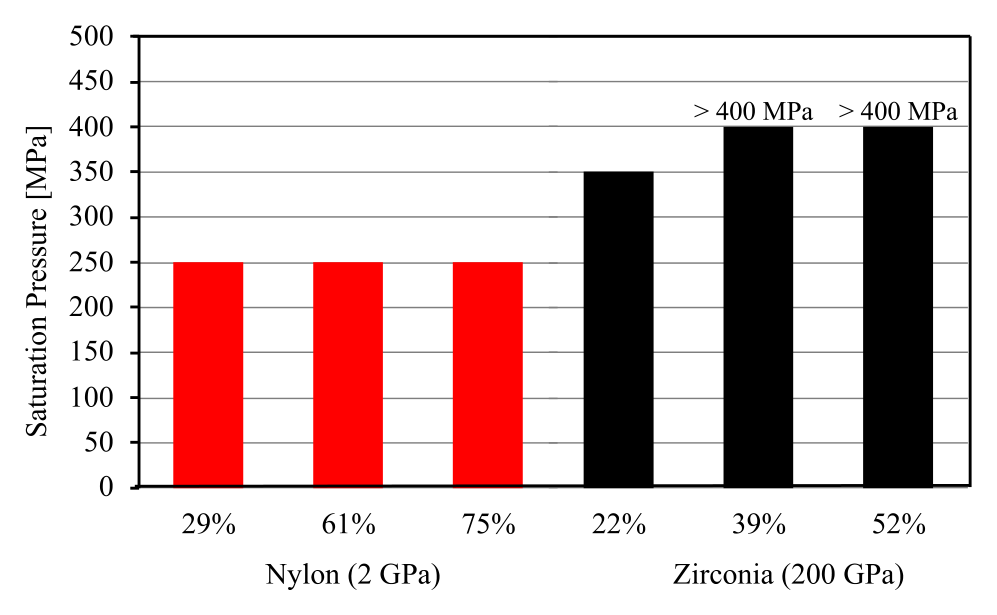 500
450
400
350
300
250
200
150
100
50
0
Saturation Pressure [MPa]
> 400 MPa > 400 MPa
29% 61% 75% 22% 39% 52%
Nylon (2 GPa) Zirconia (200 GPa)